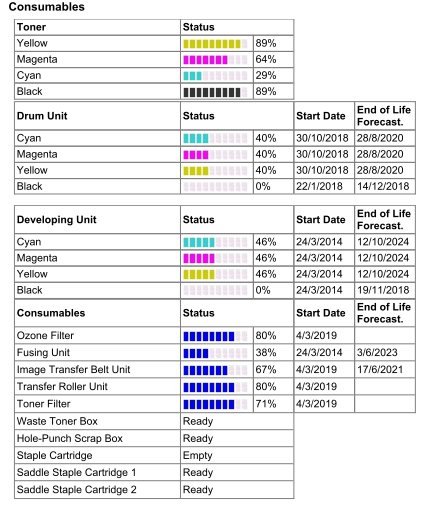 Consumables
Toner Status
Yellow 89%
Magenta 64%
Cyan 29%
Black 89%
Drum Unit Status Start Date End of Life Forecast.
Cyan 40% 30/10/2018 28/8/2020
Magenta 40% 30/10/2018 28/8/2020
Yellow 40% 30/10/2018 28/8/2020
Black 0% 22/1/2018 14/12/2018
Developing Unit Status Start Date End of Life Forecast.
Cyan 46% 24/3/2014 12/10/2024
Magenta 46% 24/3/2014 12/10/2024
Yellow 46% 24/3/2014 12/10/2024
Black 0% 24/3/2014 19/11/2018
Consumables Status Start Date End of Life Forecast.
Ozone Filter 80% 4/3/2019
Fusing Unit 38% 24/3/2014 3/6/2023
Image Transfer Belt Unit 67% 4/3/2019 17/6/2021
Transfer Roller Unit 80% 4/3/2019
Toner Filter 71% 4/3/2019
Waste Toner Box Ready
Hole-Punch Scrap Box Ready
Staple Cartridge Empty
Saddle Staple Cartridge 1 Ready
Saddle Staple Cartridge 2 Ready